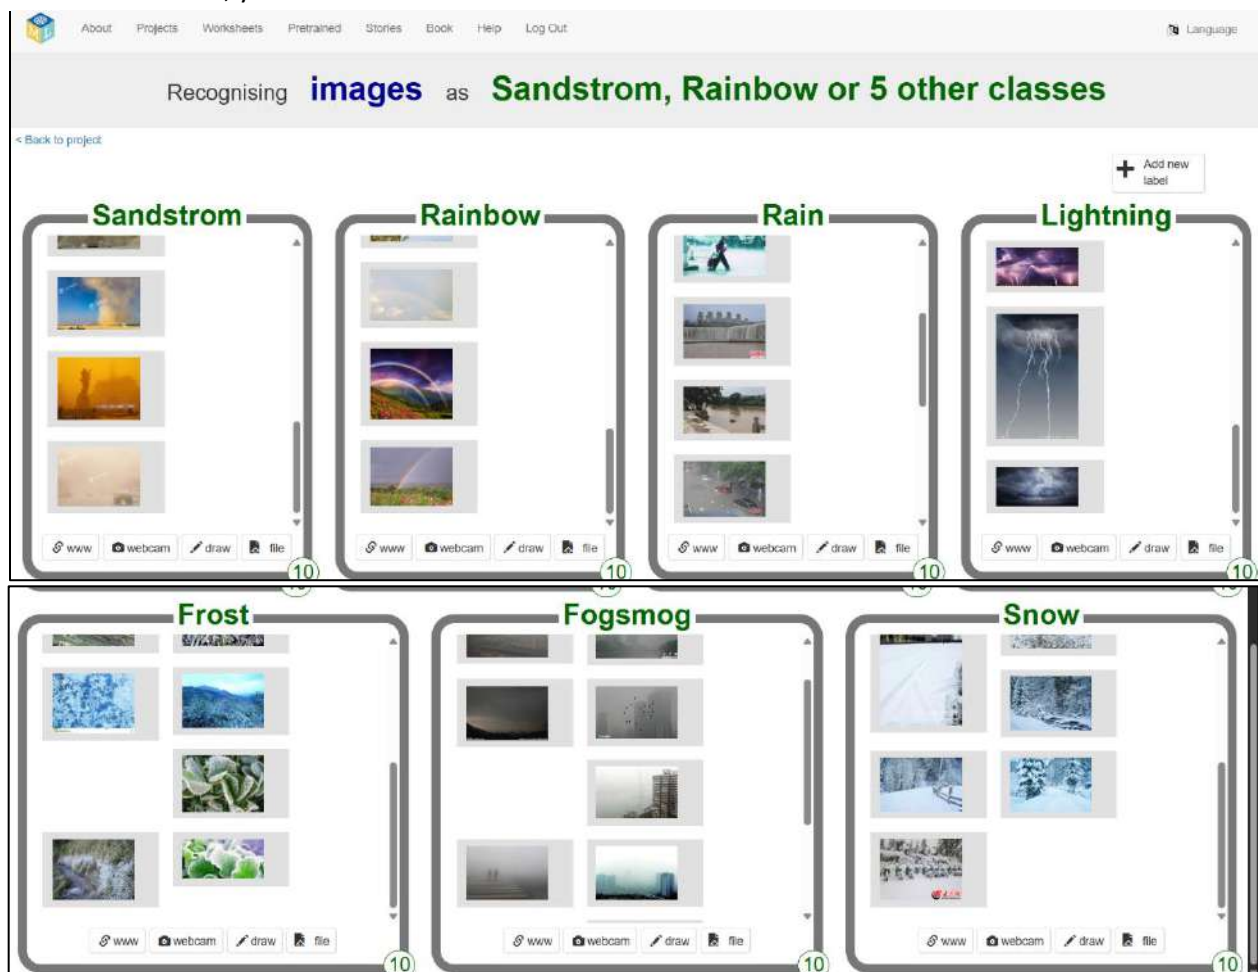 About Projects Worksheets Pretrained Stories Book Help Log Out Language
Recognising images as Sandstrom, Rainbow or 5 other classes
< Back to project
Add new
label
Sandstrom Rainbow Rain Lightning
www webcam draw file www webcam draw file www webcam draw file www webcam draw file
10 10 10 10
Frost Fogsmog Snow
www webcam draw file www webcam draw file www webcam draw file
10 10 10